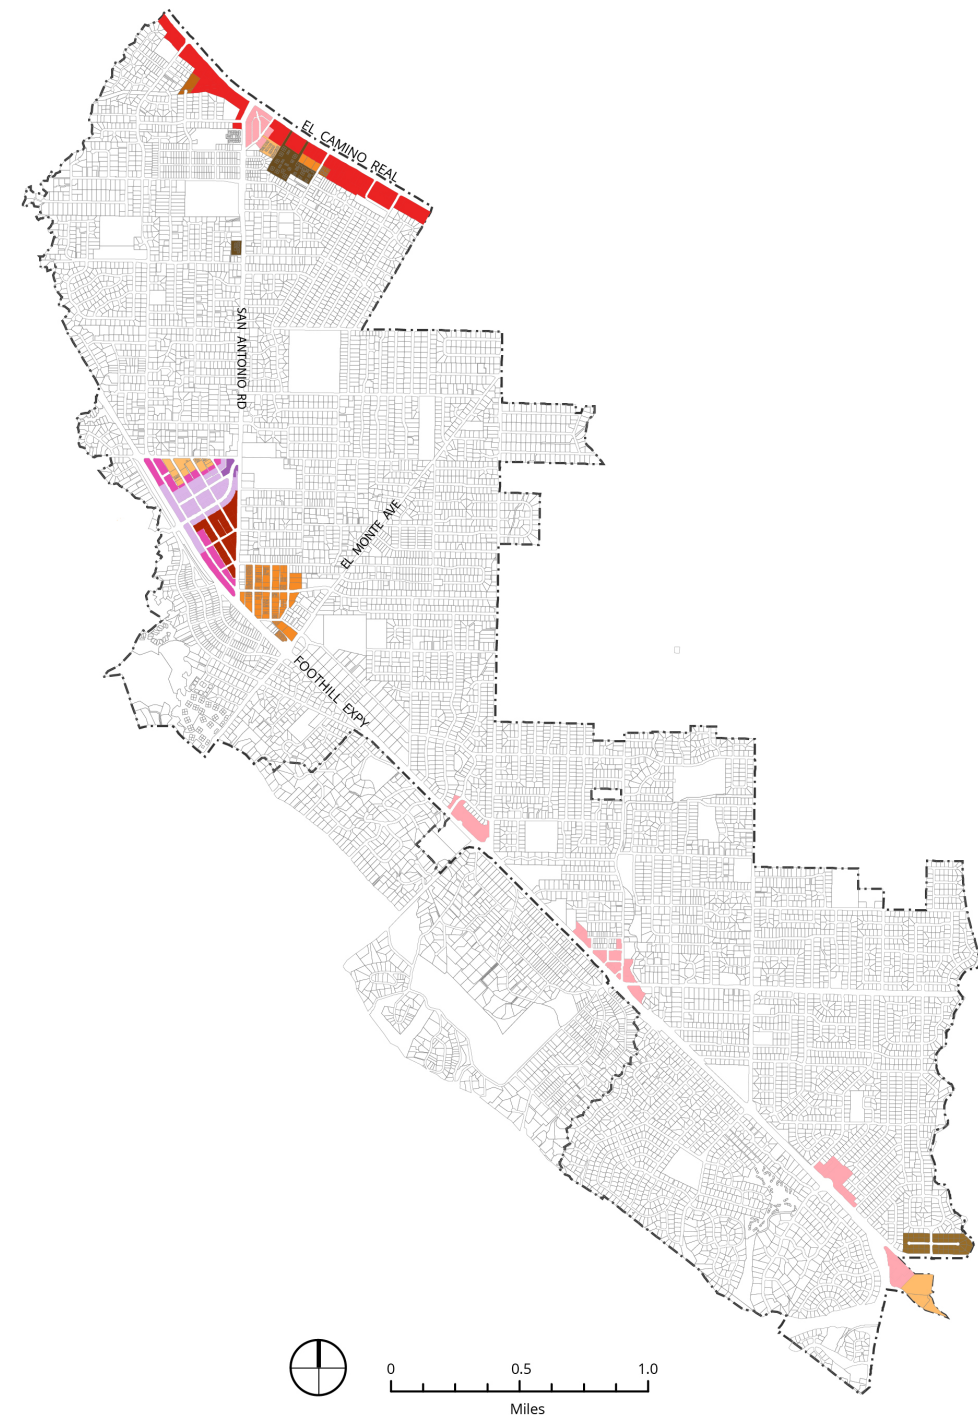 EL CAMINO REAL
SAN ANTONIO RD
EL MONTE AVE
FOOTHILL EXPY
0 0.5 1.0
Miles